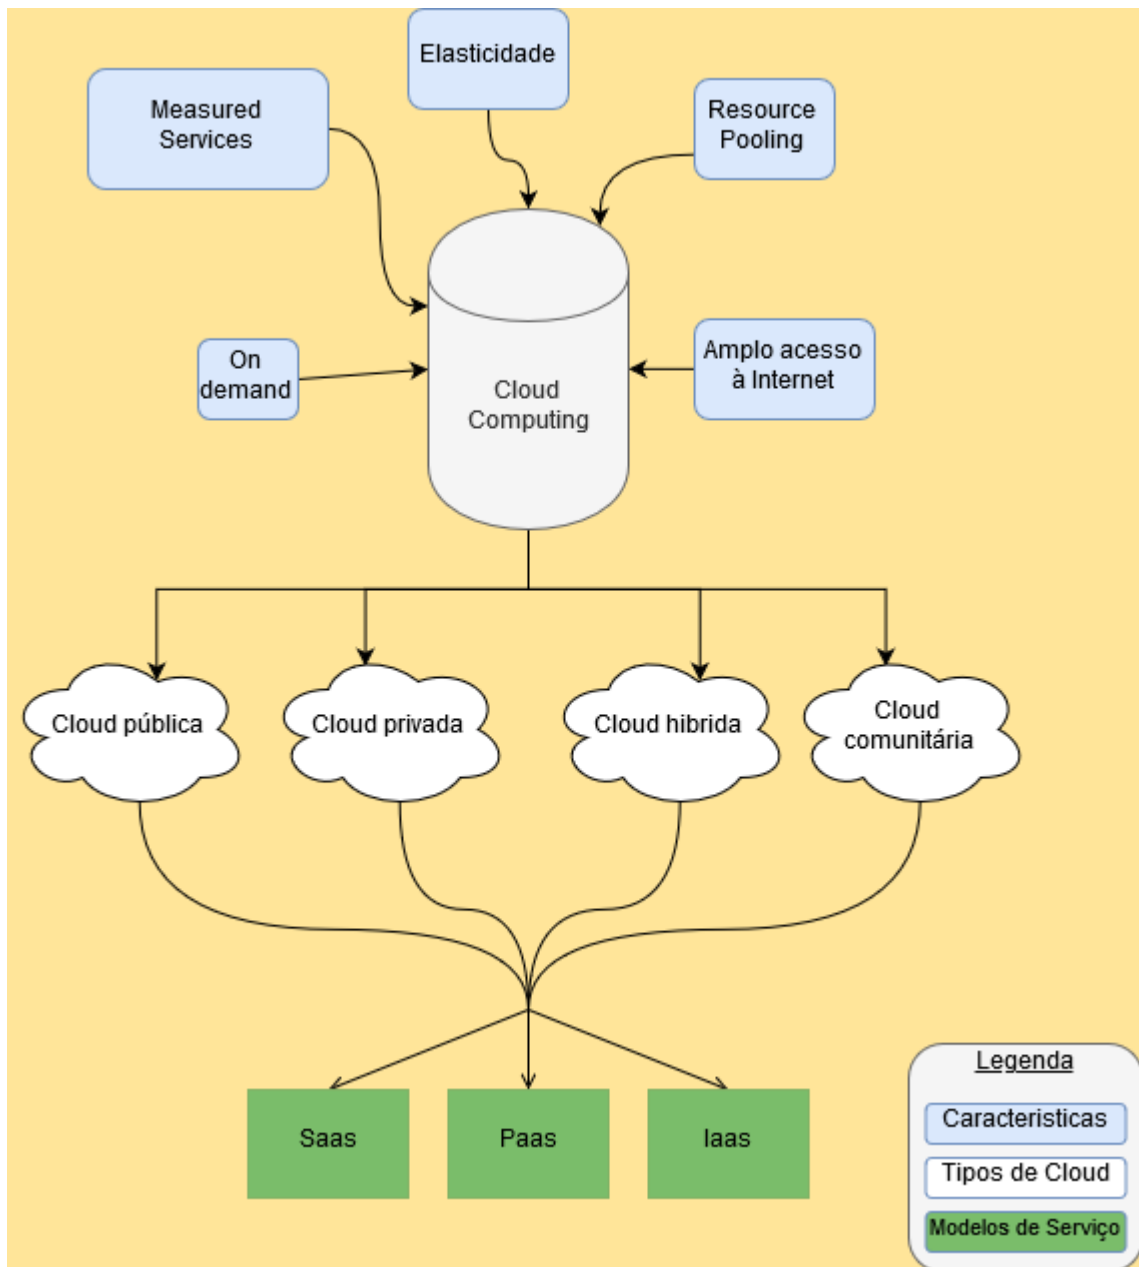 Elasticidade
Measured
Services
Resource
Pooling
On
demand
Cloud
Computing
Amplo acesso
à Internet
Cloud pública
Cloud privada
Cloud hibrida
Cloud
comunitária
Saas
Paas
Iaas
Legenda
Caracteristicas
Tipos de Cloud
Modelos de Serviço